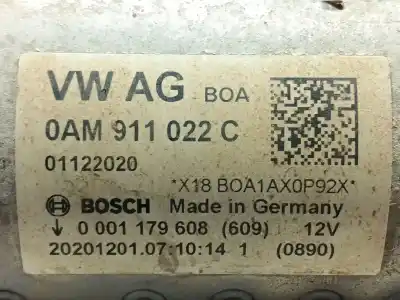 VW AG BOA
0AM 911 022 C
01122020
*X18 BOA1AX0P92X*
BOSCH Made in Germany
↓ 0 001 179 608 (609) 12V
20201201.07:10:14 1 (0890)